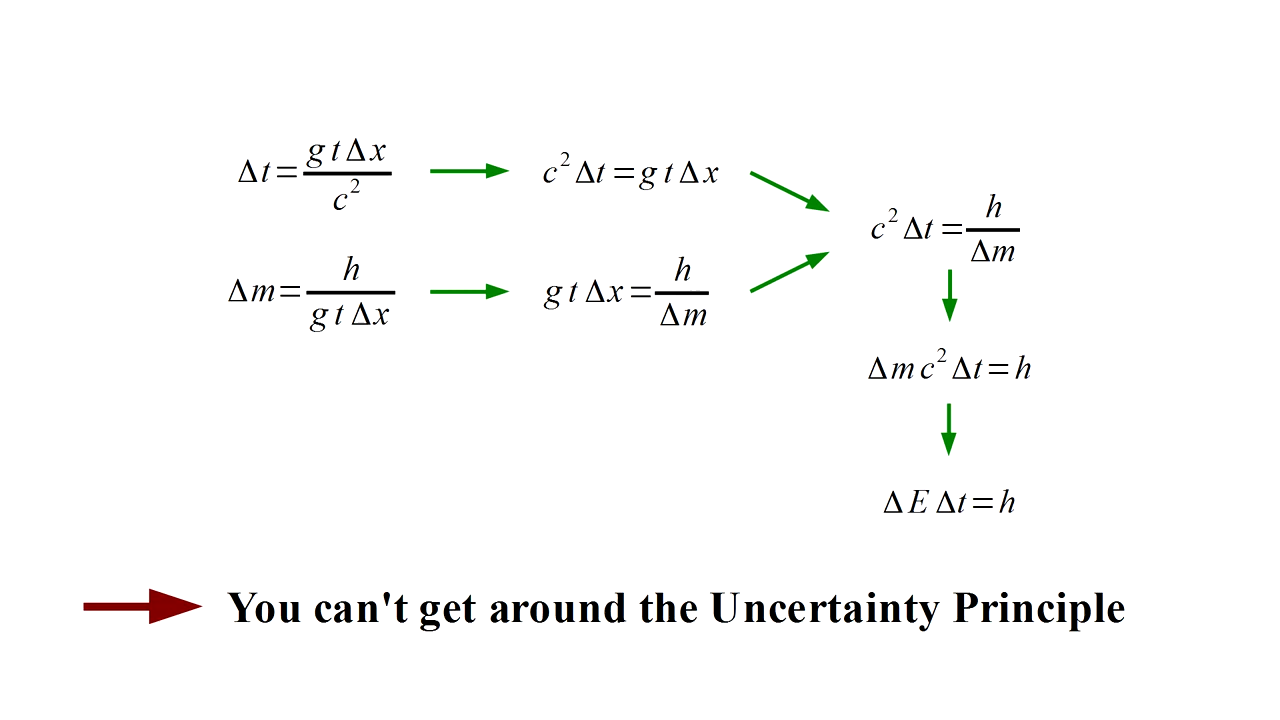 Δt = g t Δx / c²
c² Δt = g t Δx
Δm = h / g t Δx
g t Δx = h / Δm
c² Δt = h / Δm
Δm c² Δt = h
ΔE Δt = h
You can't get around the Uncertainty Principle